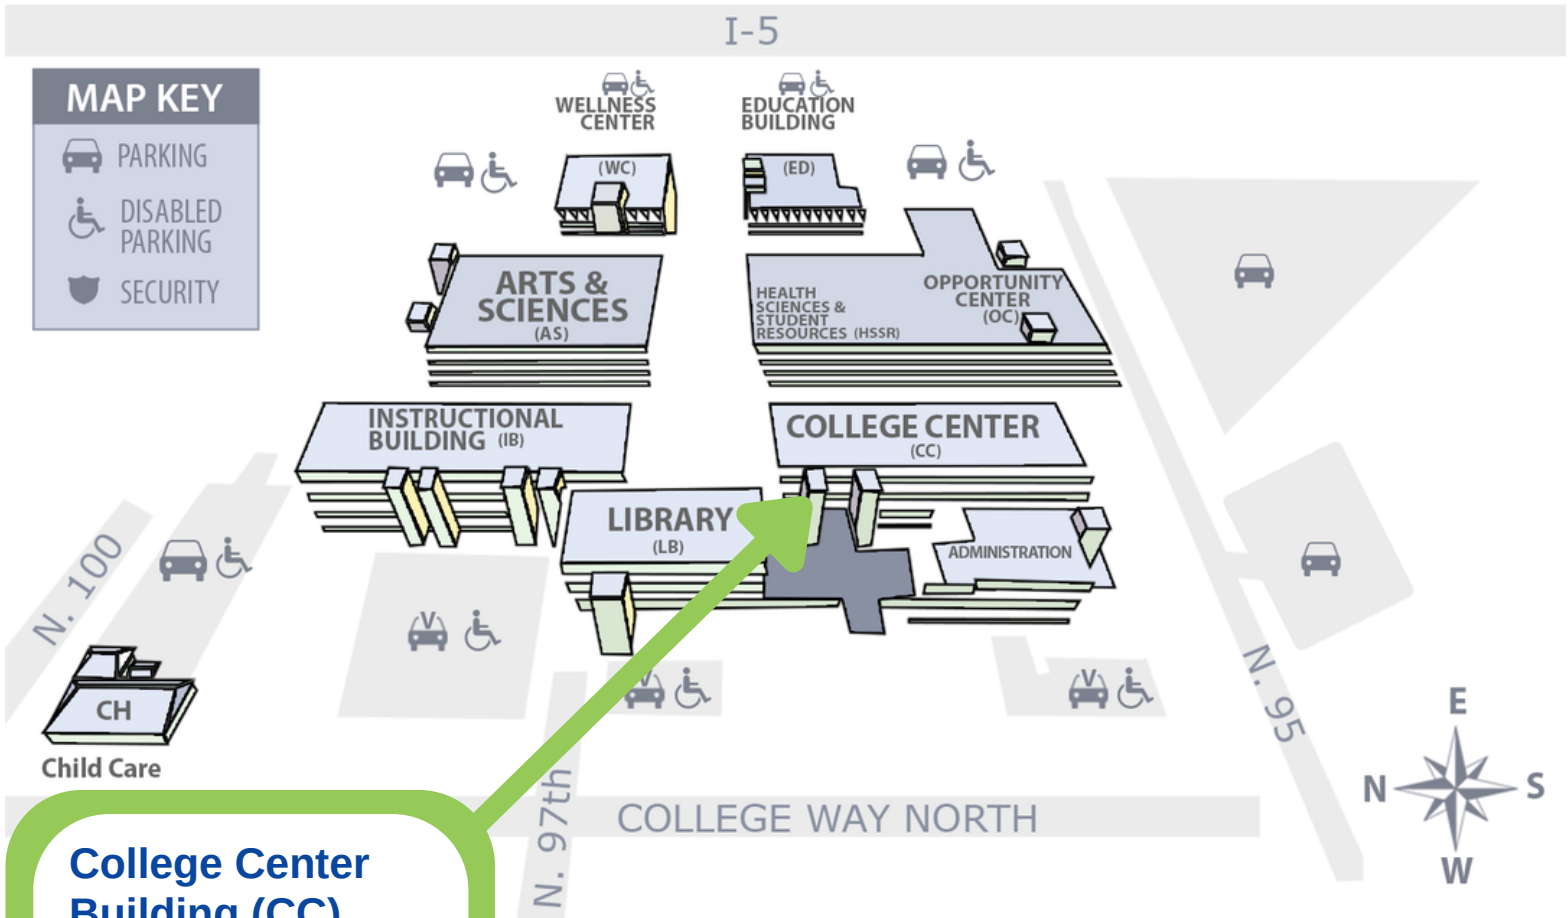 I-5
MAP KEY
PARKING
DISABLED
PARKING
SECURITY
WELLNESS
CENTER
(WC)
EDUCATION
BUILDING
(ED)
ARTS &
SCIENCES
(AS)
HEALTH
SCIENCES &
STUDENT
RESOURCES (HSSR)
OPPORTUNITY
CENTER
(OC)
INSTRUCTIONAL
BUILDING (IB)
COLLEGE CENTER
(CC)
LIBRARY
(LB)
ADMINISTRATION
N. 100
V
V
V
CH
Child Care
N. 95
E
N
S
W
N. 97th
COLLEGE WAY NORTH
College Center
Building (CC)